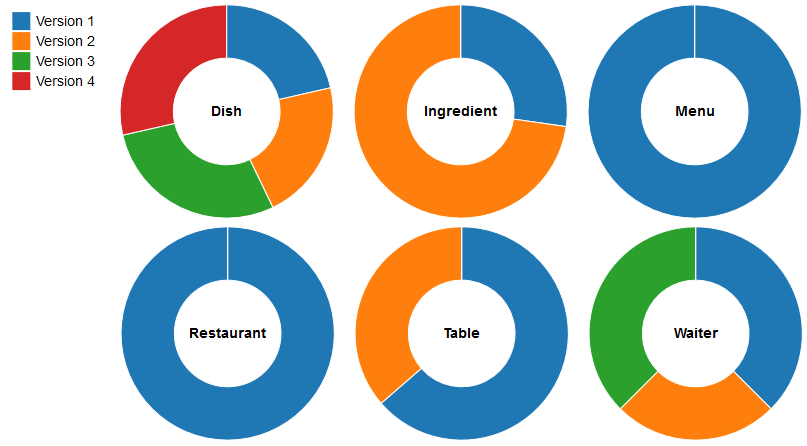 Version 1
Version 2
Version 3
Version 4
Dish
Ingredient
Menu
Restaurant
Table
Waiter